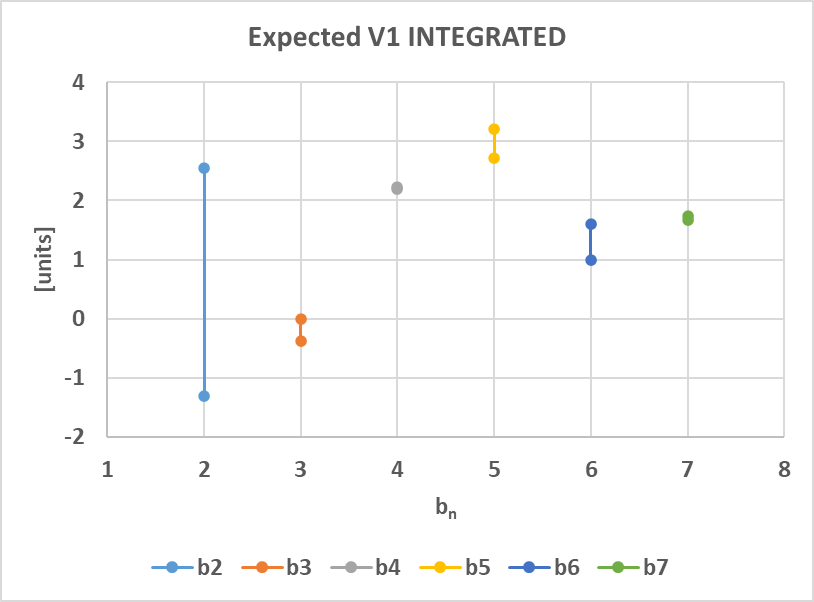 Expected V1 INTEGRATED
4
3
2
1
0
-1
-2
[units]
1 2 3 4 5 6 7 8
bn
b2 b3 b4 b5 b6 b7